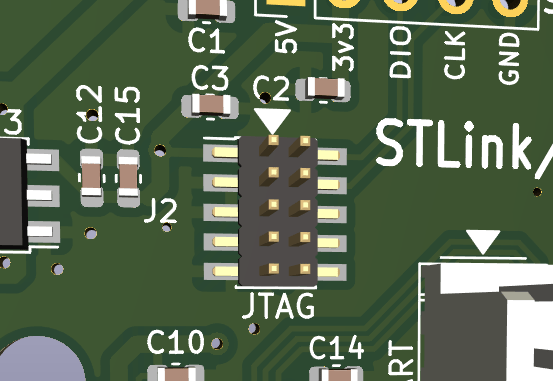 C1
5V
3v3
DIO
CLK
GND
C3
C2
3
C12
C15
STLink/
J2
JTAG
C10
C14
ART